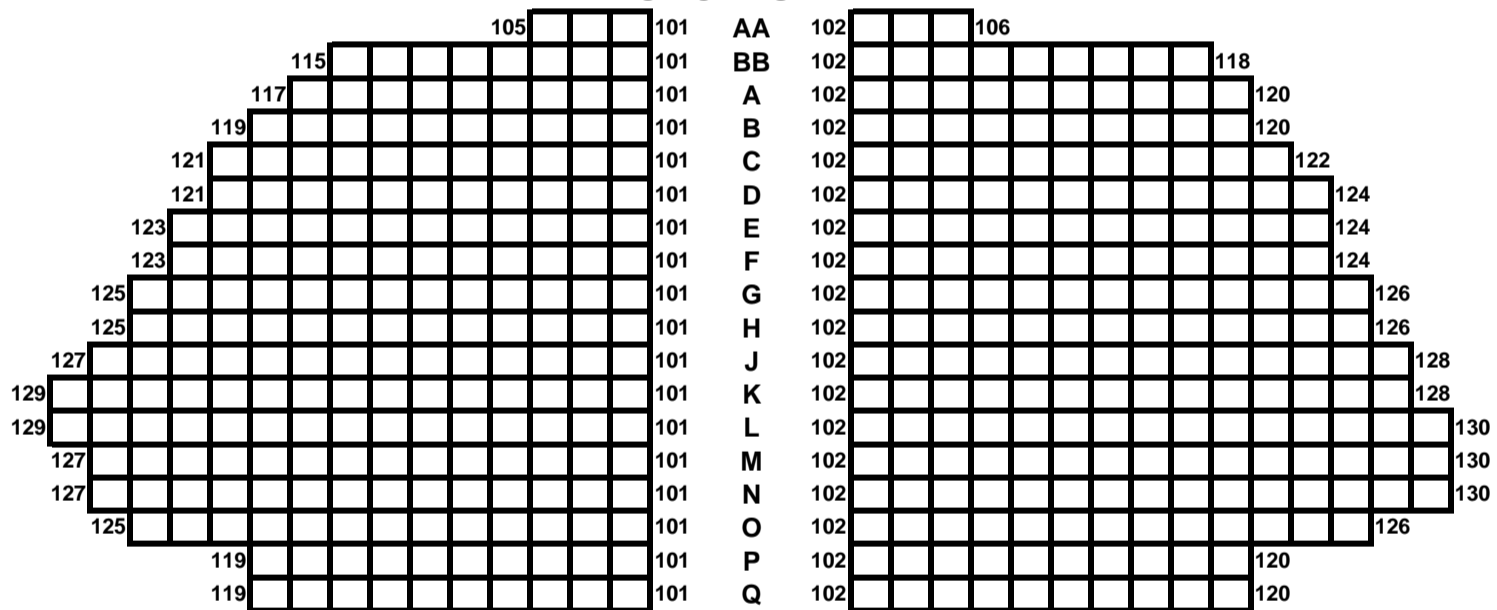 105 101 AA 102 106
115 101 BB 102 118
117 101 A 102 120
119 101 B 102 120
121 101 C 102 122
121 101 D 102 124
123 101 E 102 124
123 101 F 102 124
125 101 G 102 126
125 101 H 102 126
127 101 J 102 128
129 101 K 102 128
129 101 L 102 130
127 101 M 102 130
127 101 N 102 130
125 101 O 102 126
119 101 P 102 120
119 101 Q 102 120